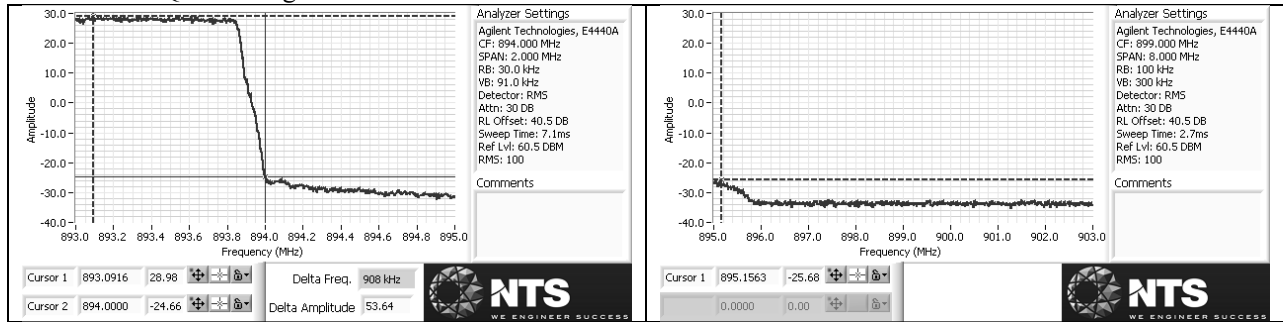 30.0
20.0
10.0
0.0
-10.0
-20.0
-30.0
-40.0
Amplitude
893.0 893.2 893.4 893.6 893.8 894.0 894.2 894.4 894.6 894.8 895.0
Frequency (MHz)
Analyzer Settings
Agilent Technologies, E4440A
CF: 894.000 MHz
SPAN: 2.000 MHz
RB: 30.0 kHz
VB: 91.0 kHz
Detector: RMS
Attn: 30 DB
RL Offset: 40.5 DB
Sweep Time: 7.1ms
Ref Lvl: 60.5 DBM
RMS: 100
Comments
Cursor 1 893.0916 28.98
Cursor 2 894.0000 -24.66
Delta Freq. 908 kHz
Delta Amplitude 53.64
NTS
WE ENGINEER SUCCESS
30.0
20.0
10.0
0.0
-10.0
-20.0
-30.0
-40.0
Amplitude
895.0 896.0 897.0 898.0 899.0 900.0 901.0 902.0 903.0
Frequency (MHz)
Analyzer Settings
Agilent Technologies, E4440A
CF: 899.000 MHz
SPAN: 8.000 MHz
RB: 100 kHz
VB: 300 kHz
Detector: RMS
Attn: 30 DB
RL Offset: 40.5 DB
Sweep Time: 2.7ms
Ref Lvl: 60.5 DBM
RMS: 100
Comments
Cursor 1 895.1563 -25.68
0.0000 0.00
NTS
WE ENGINEER SUCCESS